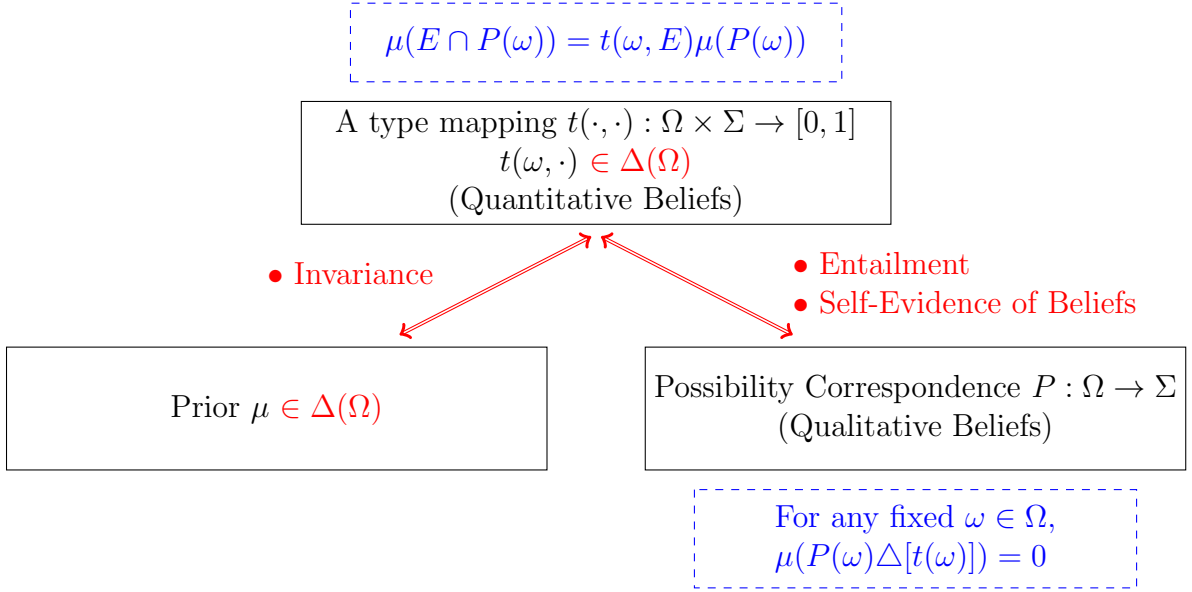 μ(E ∩ P(ω)) = t(ω, E)μ(P(ω))
A type mapping t(·, ·) : Ω × Σ → [0, 1]
t(ω, ·) ∈ Δ(Ω)
(Quantitative Beliefs)
• Invariance
• Entailment
• Self-Evidence of Beliefs
Prior μ ∈ Δ(Ω)
Possibility Correspondence P : Ω → Σ
(Qualitative Beliefs)
For any fixed ω ∈ Ω,
μ(P(ω)△[t(ω)]) = 0